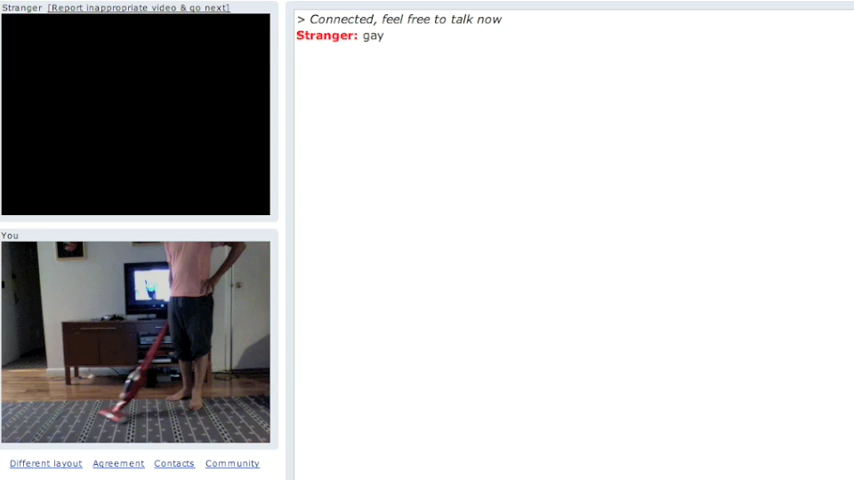 Stranger [Report inappropriate video & go next]
> Connected, feel free to talk now
Stranger: gay
You
Different layout Agreement Contacts Community